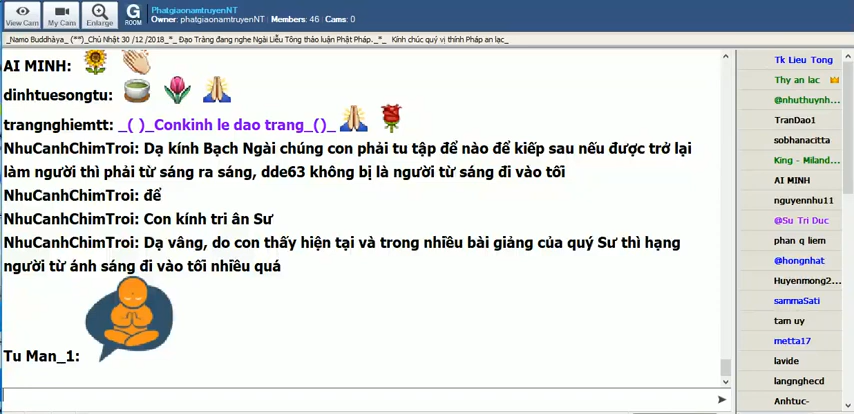 PhatgiaonamtruyenNT
Owner: phatgiaonamtruyenNT | Members: 46 | Cams: 0
View Cam
My Cam
Enlarge
G
ROOM
_Namo Buddhàya_ (**)_Chủ Nhật 30 /12 /2018_*_ Đạo Tràng đang nghe Ngài Liễu Tông thảo luận Phật Pháp._*_ Kính chúc quý vị thính Pháp an lạc_
AI MINH:
dinhtuesongtu:
trangnghiemtt: _( )_Conkinh le dao trang_()_
NhuCanhChimTroi: Dạ kính Bạch Ngài chúng con phải tu tập để nào để kiếp sau nếu được trở lại
làm người thì phải từ sáng ra sáng, dde63 không bị là người từ sáng đi vào tôĩ
NhuCanhChimTroi: để
NhuCanhChimTroi: Con kính tri ân Sư
NhuCanhChimTroi: Dạ vâng, do con thấy hiện tại và trong nhiều bài giảng của quý Sư thì hạng
người từ ánh sáng đi vào tối nhiều quá
Tu Man_1:
Tk Lieu Tong
Thy an lac
@nhuthuynh...
TranDao1
sobhanacitta
King - Miland...
AI MINH
nguyennhu11
@Su Tri Duc
phan q liem
@hongnhat
Huyenmong2...
sammaSati
tam uy
metta17
lavide
langnghecd
Anhtuc-